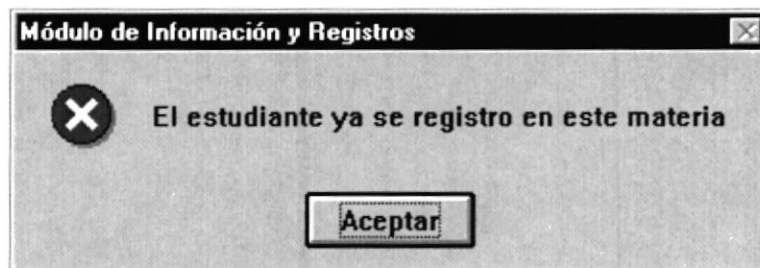 Módulo de Información y Registros
El estudiante ya se registro en este materia
Aceptar